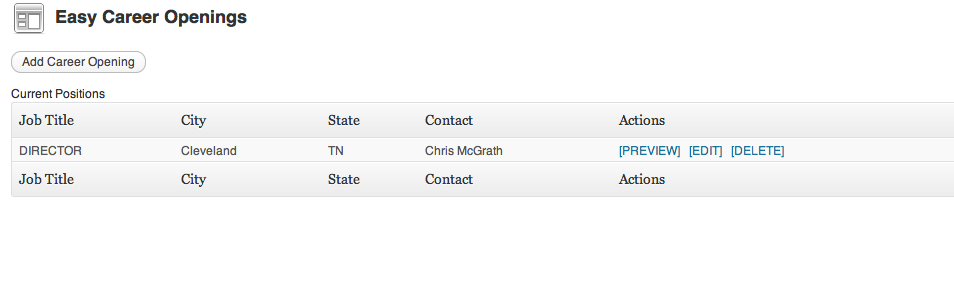 Easy Career Openings
Add Career Opening
Current Positions
Job Title City State Contact Actions
DIRECTOR Cleveland TN Chris McGrath [PREVIEW] [EDIT] [DELETE]
Job Title City State Contact Actions